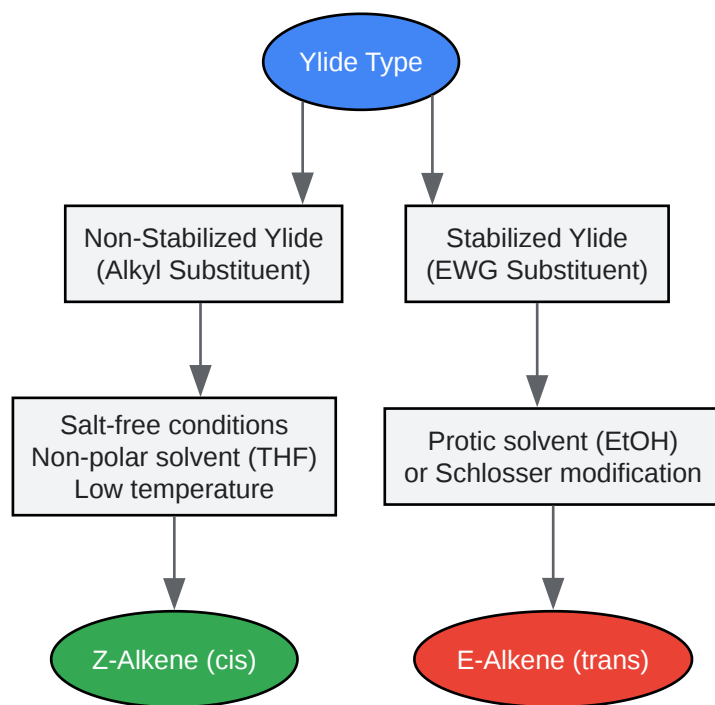 Ylide Type
Non-Stabilized Ylide
(Alkyl Substituent)
Stabilized Ylide
(EWG Substituent)
Salt-free conditions
Non-polar solvent (THF)
Low temperature
Protic solvent (EtOH)
or Schlosser modification
Z-Alkene (cis)
E-Alkene (trans)